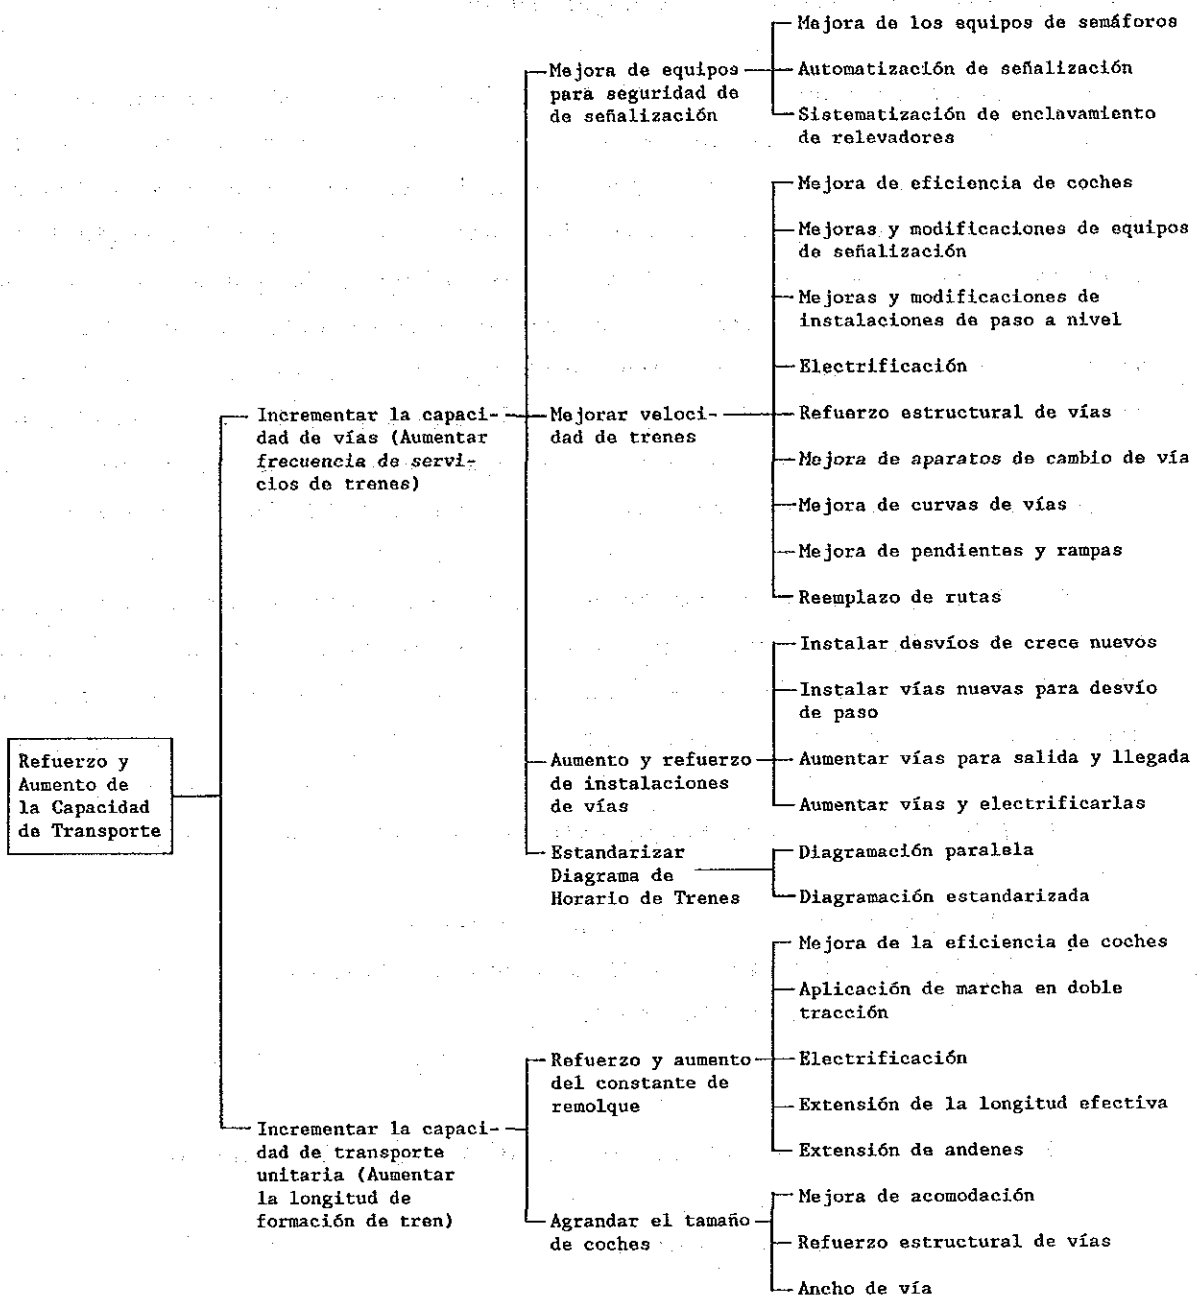 Refuerzo y
Aumento de
la Capacidad
de Transporte
Incrementar la capaci-
dad de vías (Aumentar
frecuencia de servi-
cios de trenes)
Mejora de equipos
para seguridad de
de señalización
Mejora de los equipos de semáforos
Automatización de señalización
Sistematización de enclavamiento
de relevadores
Mejorar veloci-
dad de trenes
Mejora de eficiencia de coches
Mejoras y modificaciones de equipos
de señalización
Mejoras y modificaciones de
instalaciones de paso a nivel
Electrificación
Refuerzo estructural de vías
Mejora de aparatos de cambio de vía
Mejora de curvas de vías
Mejora de pendientes y rampas
Reemplazo de rutas
Aumento y refuerzo
de instalaciones
de vías
Instalar desvíos de crece nuevos
Instalar vías nuevas para desvío
de paso
Aumentar vías para salida y llegada
Aumentar vías y electrificarlas
Estandarizar
Diagrama de
Horario de Trenes
Diagramación paralela
Diagramación estandarizada
Incrementar la capaci-
dad de transporte
unitaria (Aumentar
la longitud de
formación de tren)
Refuerzo y aumento
del constante de
remolque
Mejora de la eficiencia de coches
Aplicación de marcha en doble
tracción
Electrificación
Extensión de la longitud efectiva
Extensión de andenes
Agrandar el tamaño
de coches
Mejora de acomodación
Refuerzo estructural de vías
Ancho de vía